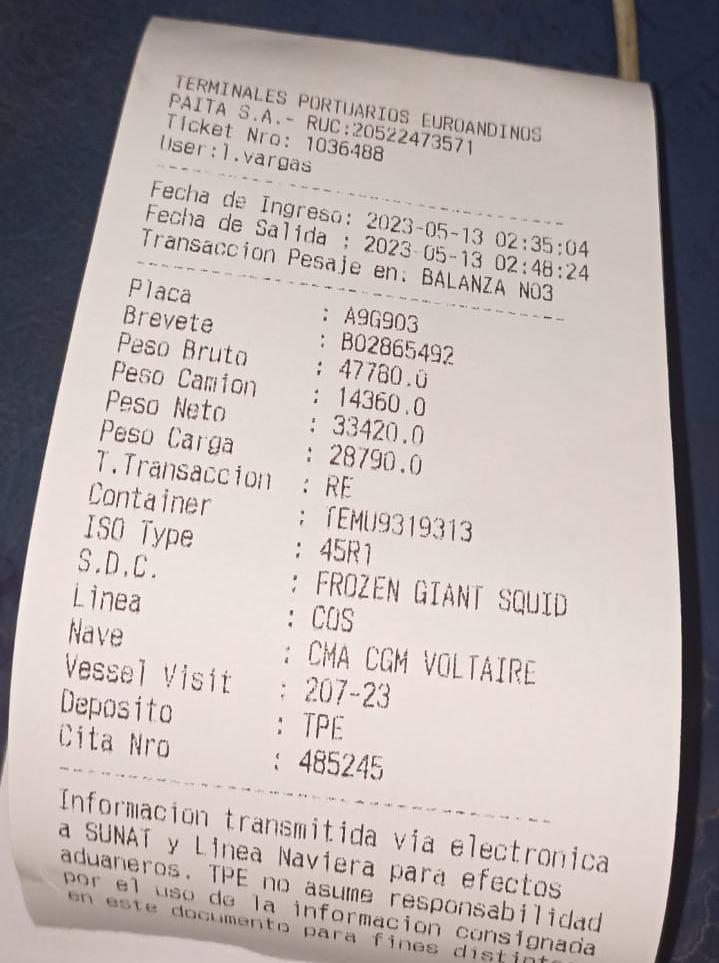 TERMINALES PORTUARIOS EUROANDINOS
PAITA S.A.- RUC:20522473571
Ticket Nro: 1036488
User:l.vargas
Fecha de Ingreso: 2023-05-13 02:35:04
Fecha de Salida : 2023-05-13 02:48:24
Transaccion Pesaje en: BALANZA NO3
Placa : A9G903
Brevete : B02865492
Peso Bruto : 47780.0
Peso Camion : 14360.0
Peso Neto : 33420.0
Peso Carga : 28790.0
T.Transaccion : RE
Container : TEMU9319313
ISO Type : 45R1
S.D.C. : FROZEN GIANT SQUID
Linea : COS
Nave : CMA CGM VOLTAIRE
Vessel Visit : 207-23
Deposito : TPE
Cita Nro : 485245
Informacion transmitida via electronica
a SUNAT y Linea Naviera para efectos
aduaneros. TPE no asume responsabilidad
por el uso de la informacion consignada
en este documento para fines